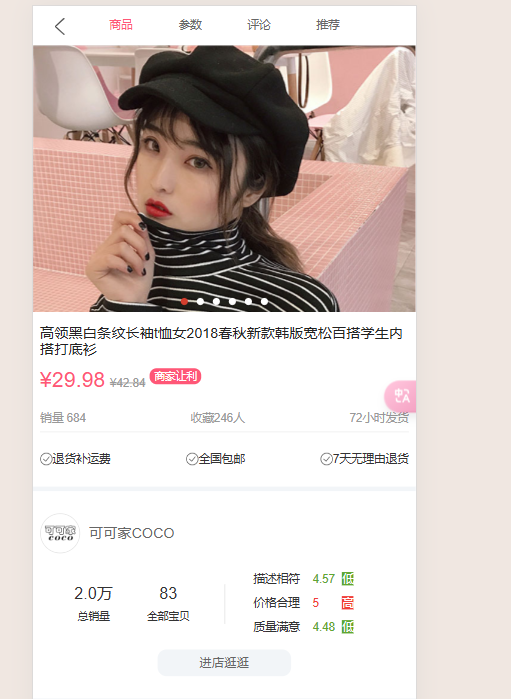 商品 参数 评论 推荐
高领黑白条纹长袖t恤女2018春秋新款韩版宽松百搭学生内
搭打底衫
¥29.98 ¥42.84 商家让利
销量 684 收藏246人 72小时发货
退货补运费 全国包邮 7天无理由退货
可可家 COCO
可可家COCO
2.0万 83
总销量 全部宝贝
描述相符 4.57 低
价格合理 5 高
质量满意 4.48 低
进店逛逛